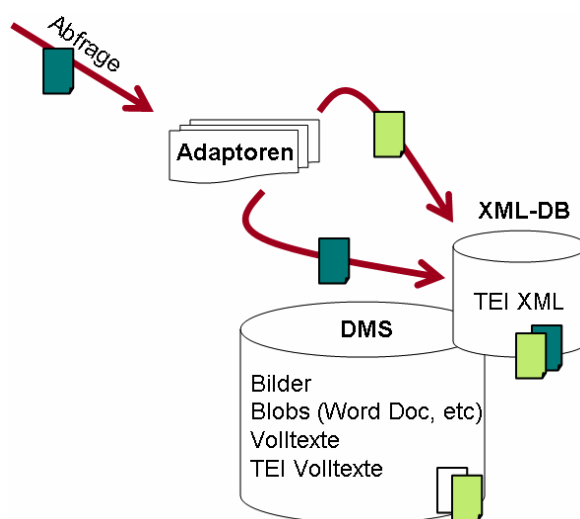 Abfrage
Adaptoren
XML-DB
TEI XML
DMS
Bilder
Blobs (Word Doc, etc)
Volltexte
TEI Volltexte